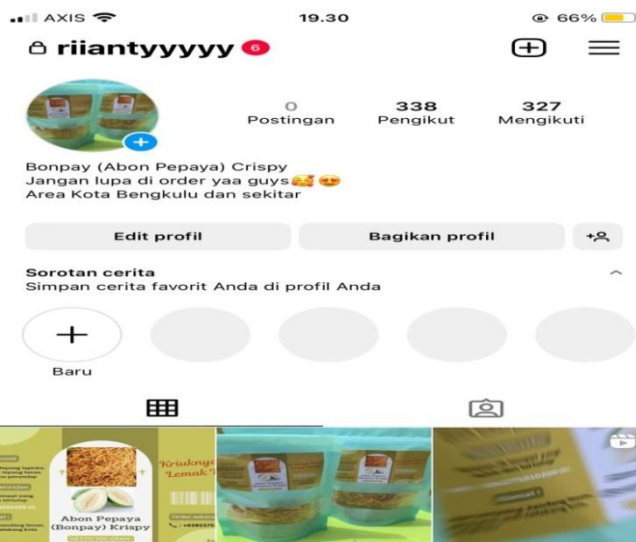 AXIS 19.30 66%
riiantyyyyy 6
0 338 327
Postingan Pengikut Mengikuti
Bonpay (Abon Pepaya) Crispy
Jangan lupa di order yaa guys🥰😍
Area Kota Bengkulu dan sekitar
Edit profil Bagikan profil
Sorotan cerita
Simpan cerita favorit Anda di profil Anda
Baru
Kriuknya
Lemak
Abon Pepaya
(Bonpay) Krispy